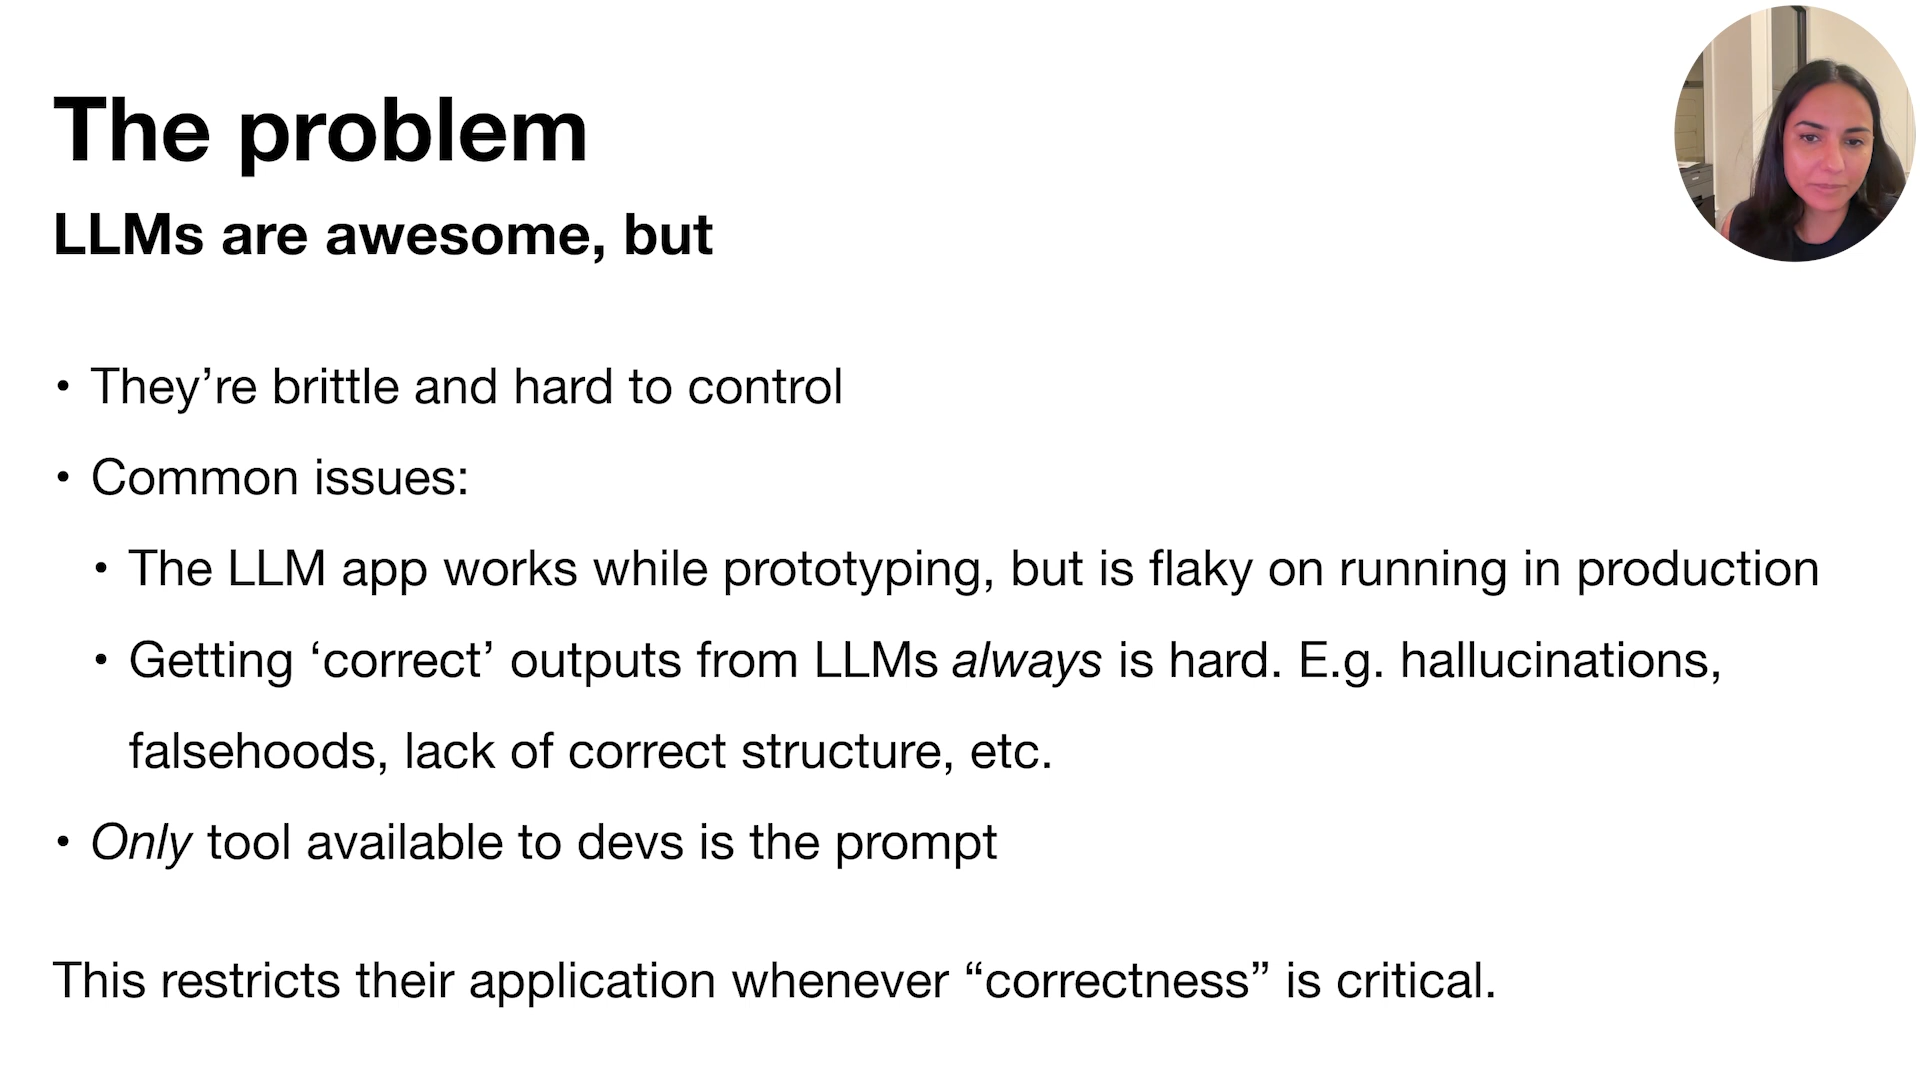 The problem
LLMs are awesome, but
• They’re brittle and hard to control
• Common issues:
• The LLM app works while prototyping, but is flaky on running in production
• Getting ‘correct’ outputs from LLMs always is hard. E.g. hallucinations,
falsehoods, lack of correct structure, etc.
• Only tool available to devs is the prompt
This restricts their application whenever “correctness” is critical.